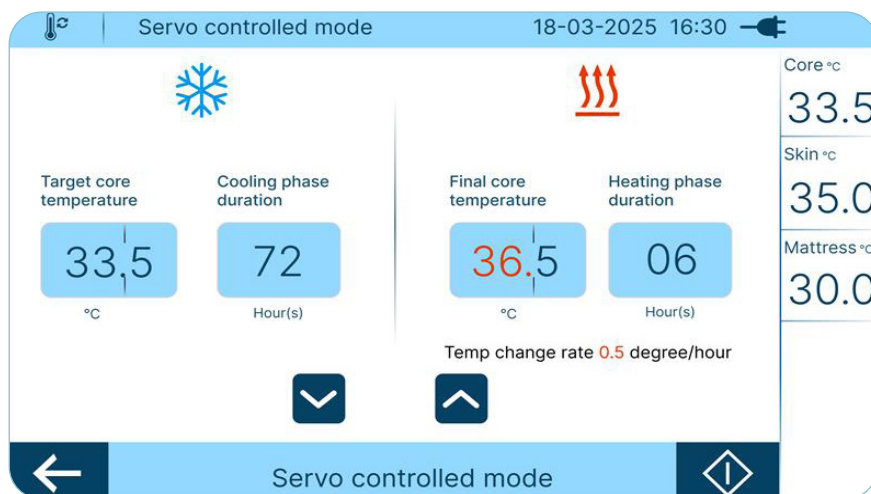 Servo controlled mode 18-03-2025 16:30
Core °C
33.5
Skin °C
35.0
Mattress °C
30.0
Target core
temperature
33.5
°C
Cooling phase
duration
72
Hour(s)
Final core
temperature
36.5
°C
Heating phase
duration
06
Hour(s)
Temp change rate 0.5 degree/hour
Servo controlled mode